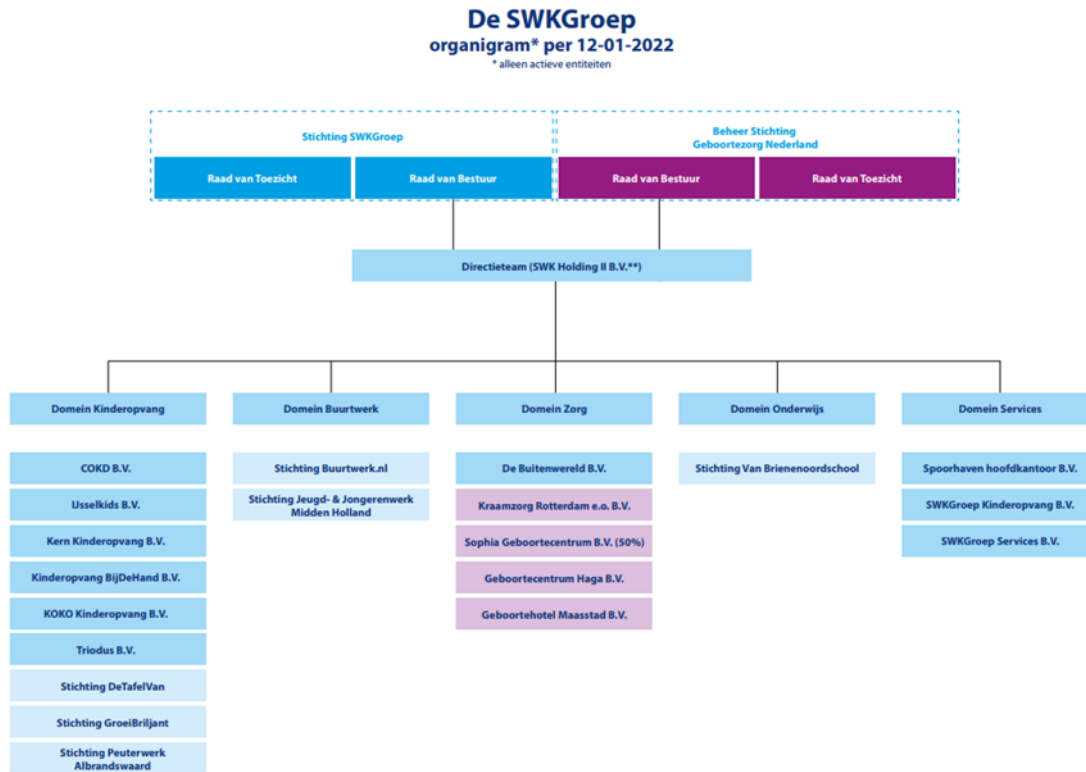 De SWKGroep
organigram* per 12-01-2022
* alleen actieve entiteiten
Stichting SWKGroep
Beheer Stichting
Geboortezorg Nederland
Raad van Toezicht
Raad van Bestuur
Raad van Bestuur
Raad van Toezicht
Directieteam (SWK Holding II B.V.**)
Domein Kinderopvang
Domein Buurtwerk
Domein Zorg
Domein Onderwijs
Domein Services
COKD B.V.
IJsselkids B.V.
Kern Kinderopvang B.V.
Kinderopvang BijDeHand B.V.
KOKO Kinderopvang B.V.
Triodus B.V.
Stichting DeTafelVan
Stichting GroeiBriljant
Stichting Peuterwerk
Albrandswaard
Stichting Buurtwerk.nl
Stichting Jeugd- & Jongerenwerk
Midden Holland
De Buitenwereld B.V.
Kraamzorg Rotterdam e.o. B.V.
Sophia Geboortecentrum B.V. (50%)
Geboortecentrum Haga B.V.
Geboortehotel Maasstad B.V.
Stichting Van Brienenoordschool
Spoorhaven hoofdkantoor B.V.
SWKGroep Kinderopvang B.V.
SWKGroep Services B.V.